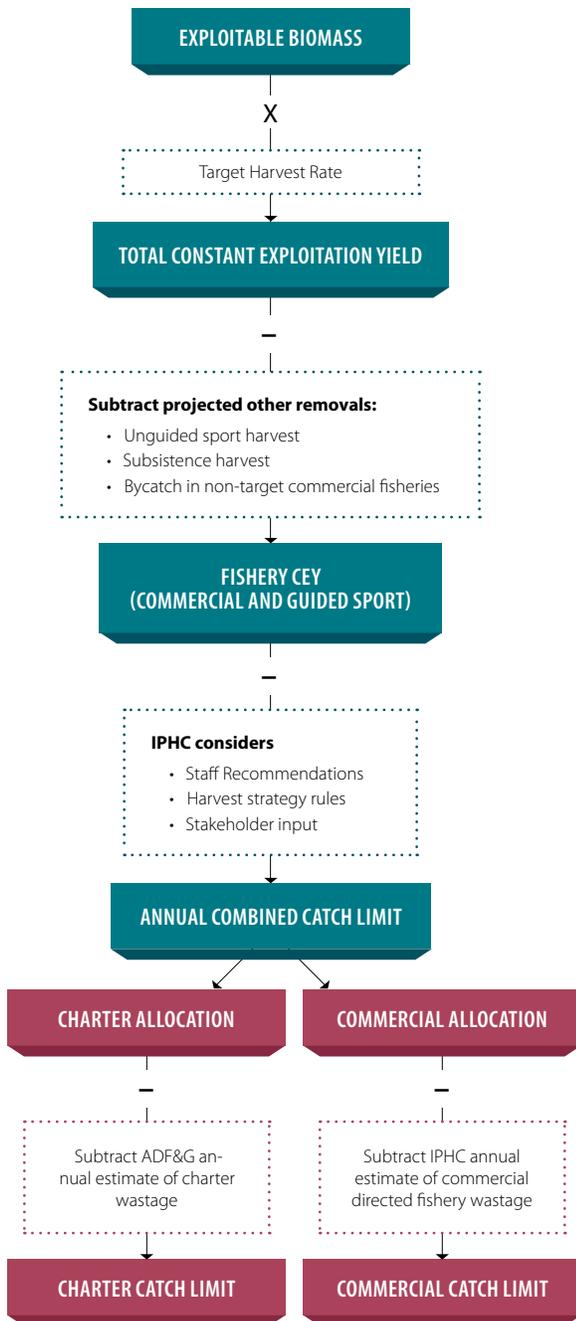 EXPLOITABLE BIOMASS
X
Target Harvest Rate
TOTAL CONSTANT EXPLOITATION YIELD
–
Subtract projected other removals:
• Unguided sport harvest
• Subsistence harvest
• Bycatch in non-target commercial fisheries
FISHERY CEY
(COMMERCIAL AND GUIDED SPORT)
–
IPHC considers
• Staff Recommendations
• Harvest strategy rules
• Stakeholder input
ANNUAL COMBINED CATCH LIMIT
CHARTER ALLOCATION
–
Subtract ADF&G an-
nual estimate of charter
wastage
CHARTER CATCH LIMIT
COMMERCIAL ALLOCATION
–
Subtract IPHC annual
estimate of commercial
directed fishery wastage
COMMERCIAL CATCH LIMIT